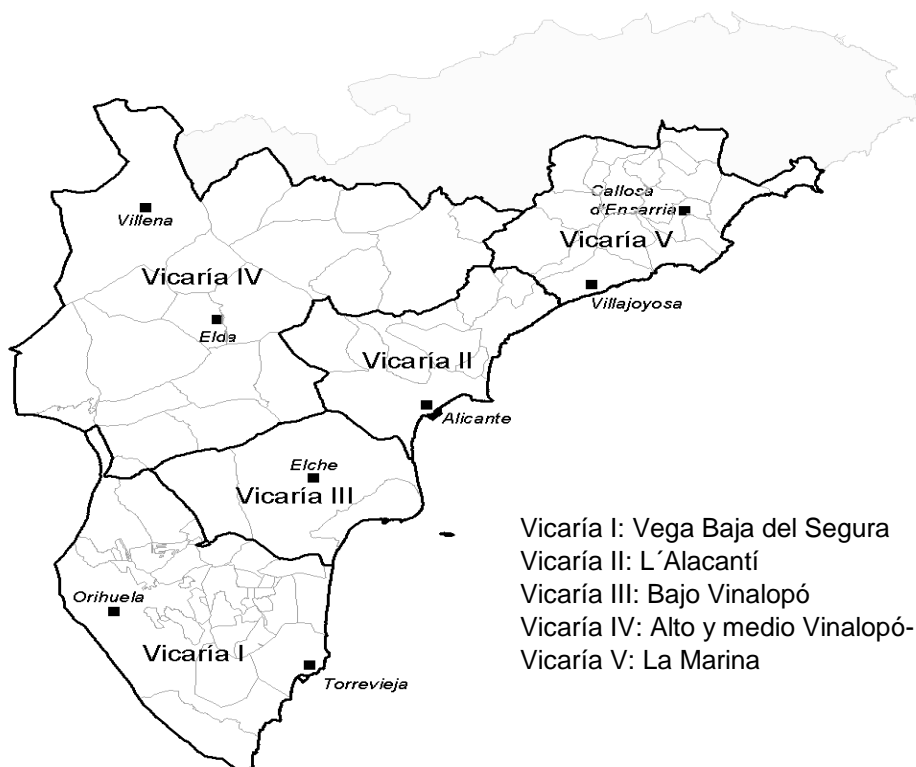 Callosa
d'Ensarriá
Villena
Vicaría V
Vicaría IV
Villajoyosa
Elda
Vicaría II
Alicante
Elche
Vicaría III
Vicaría I: Vega Baja del Segura
Vicaría II: L´Alacantí
Vicaría III: Bajo Vinalopó
Vicaría IV: Alto y medio Vinalopó-
Vicaría V: La Marina
Orihuela
Vicaría I
Torrevieja